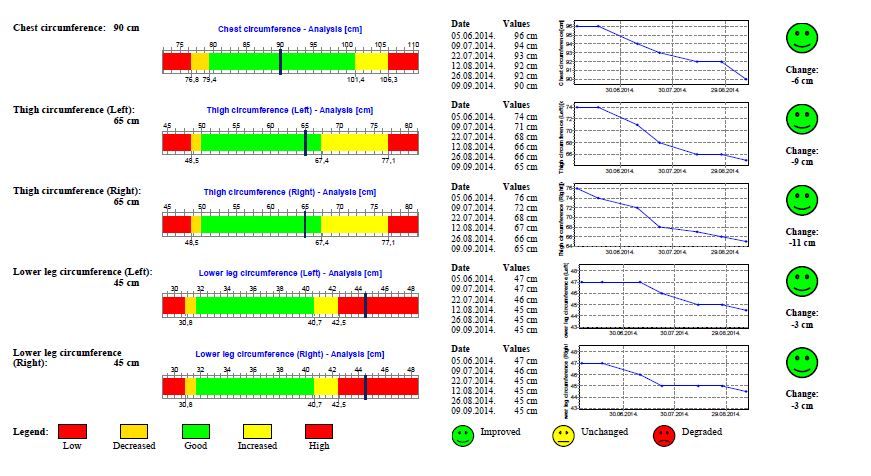 Chest circumference: 90 cm
Chest circumference - Analysis [cm]
75 80 85 90 95 100 105 110
76,8 79,4 101,4 106,3
Date Values
05.06.2014. 96 cm
09.07.2014. 94 cm
22.07.2014. 93 cm
12.08.2014. 92 cm
26.08.2014. 92 cm
09.09.2014. 90 cm
Chest circumference[cm]
96
95
94
93
92
91
90
30.06.2014. 30.07.2014. 29.08.2014.
Change:
-6 cm
Thigh circumference (Left):
65 cm
Thigh circumference (Left) - Analysis [cm]
45 50 55 60 65 70 75 80
48,5 67,4 77,1
Date Values
05.06.2014. 74 cm
09.07.2014. 71 cm
22.07.2014. 68 cm
12.08.2014. 66 cm
26.08.2014. 66 cm
09.09.2014. 65 cm
Thigh circumference (Left)
74
72
70
68
66
30.06.2014. 30.07.2014. 29.08.2014.
Change:
-9 cm
Thigh circumference (Right):
65 cm
Thigh circumference (Right) - Analysis [cm]
45 50 55 60 65 70 75 80
48,5 67,4 77,1
Date Values
05.06.2014. 76 cm
09.07.2014. 72 cm
22.07.2014. 68 cm
12.08.2014. 67 cm
26.08.2014. 66 cm
09.09.2014. 65 cm
Thigh circumference (Right)
76
74
72
70
68
66
64
30.06.2014. 30.07.2014. 29.08.2014.
Change:
-11 cm
Lower leg circumference (Left):
45 cm
Lower leg circumference (Left) - Analysis [cm]
30 32 34 36 38 40 42 44 46 48
30,8 40,7 42,5
Date Values
05.06.2014. 47 cm
09.07.2014. 47 cm
22.07.2014. 46 cm
12.08.2014. 45 cm
26.08.2014. 45 cm
09.09.2014. 45 cm
leg circumference (Left)
48
47
46
45
44
43
30.06.2014. 30.07.2014. 29.08.2014.
Change:
-3 cm
Lower leg circumference
(Right): 45 cm
Lower leg circumference (Right) - Analysis [cm]
30 32 34 36 38 40 42 44 46 48
30,8 40,7 42,5
Date Values
05.06.2014. 47 cm
09.07.2014. 46 cm
22.07.2014. 45 cm
12.08.2014. 45 cm
26.08.2014. 45 cm
09.09.2014. 45 cm
leg circumference (Right
48
47
46
45
44
43
30.06.2014. 30.07.2014. 29.08.2014.
Change:
-3 cm
Legend: Low Decreased Good Increased High
Improved Unchanged Degraded